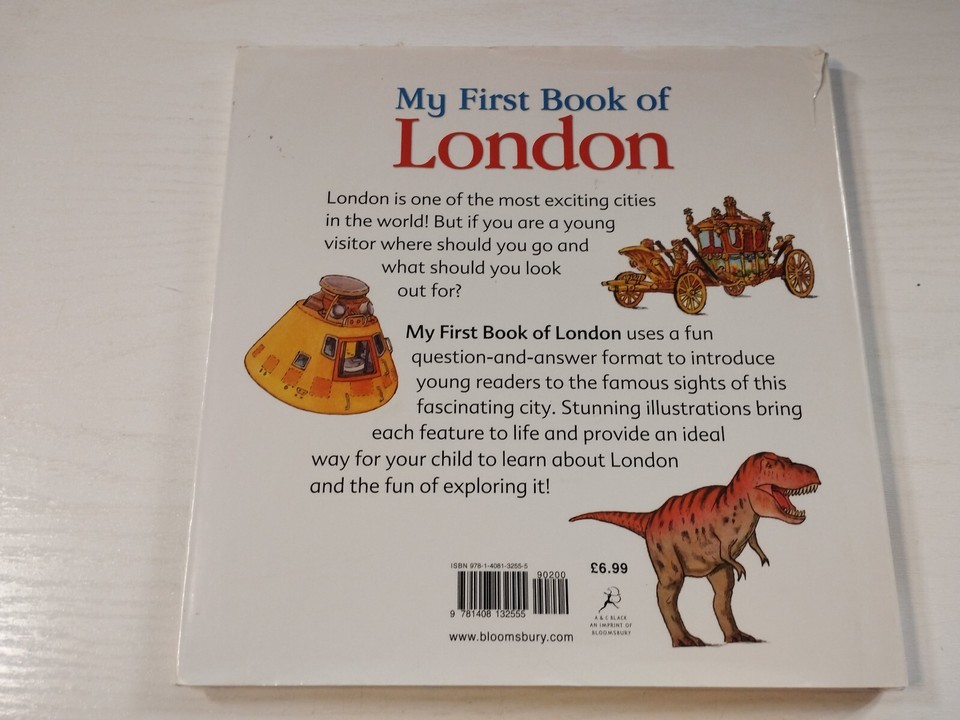 My First Book of
London
London is one of the most exciting cities
in the world! But if you are a young
visitor where should you go and
what should you look
out for?
My First Book of London uses a fun
question-and-answer format to introduce
young readers to the famous sights of this
fascinating city. Stunning illustrations bring
each feature to life and provide an ideal
way for your child to learn about London
and the fun of exploring it!
ISBN 978-1-4081-3255-5
90200
9 781408 132555
www.bloomsbury.com
£6.99
A & C BLACK
AN IMPRINT OF
BLOOMSBURY